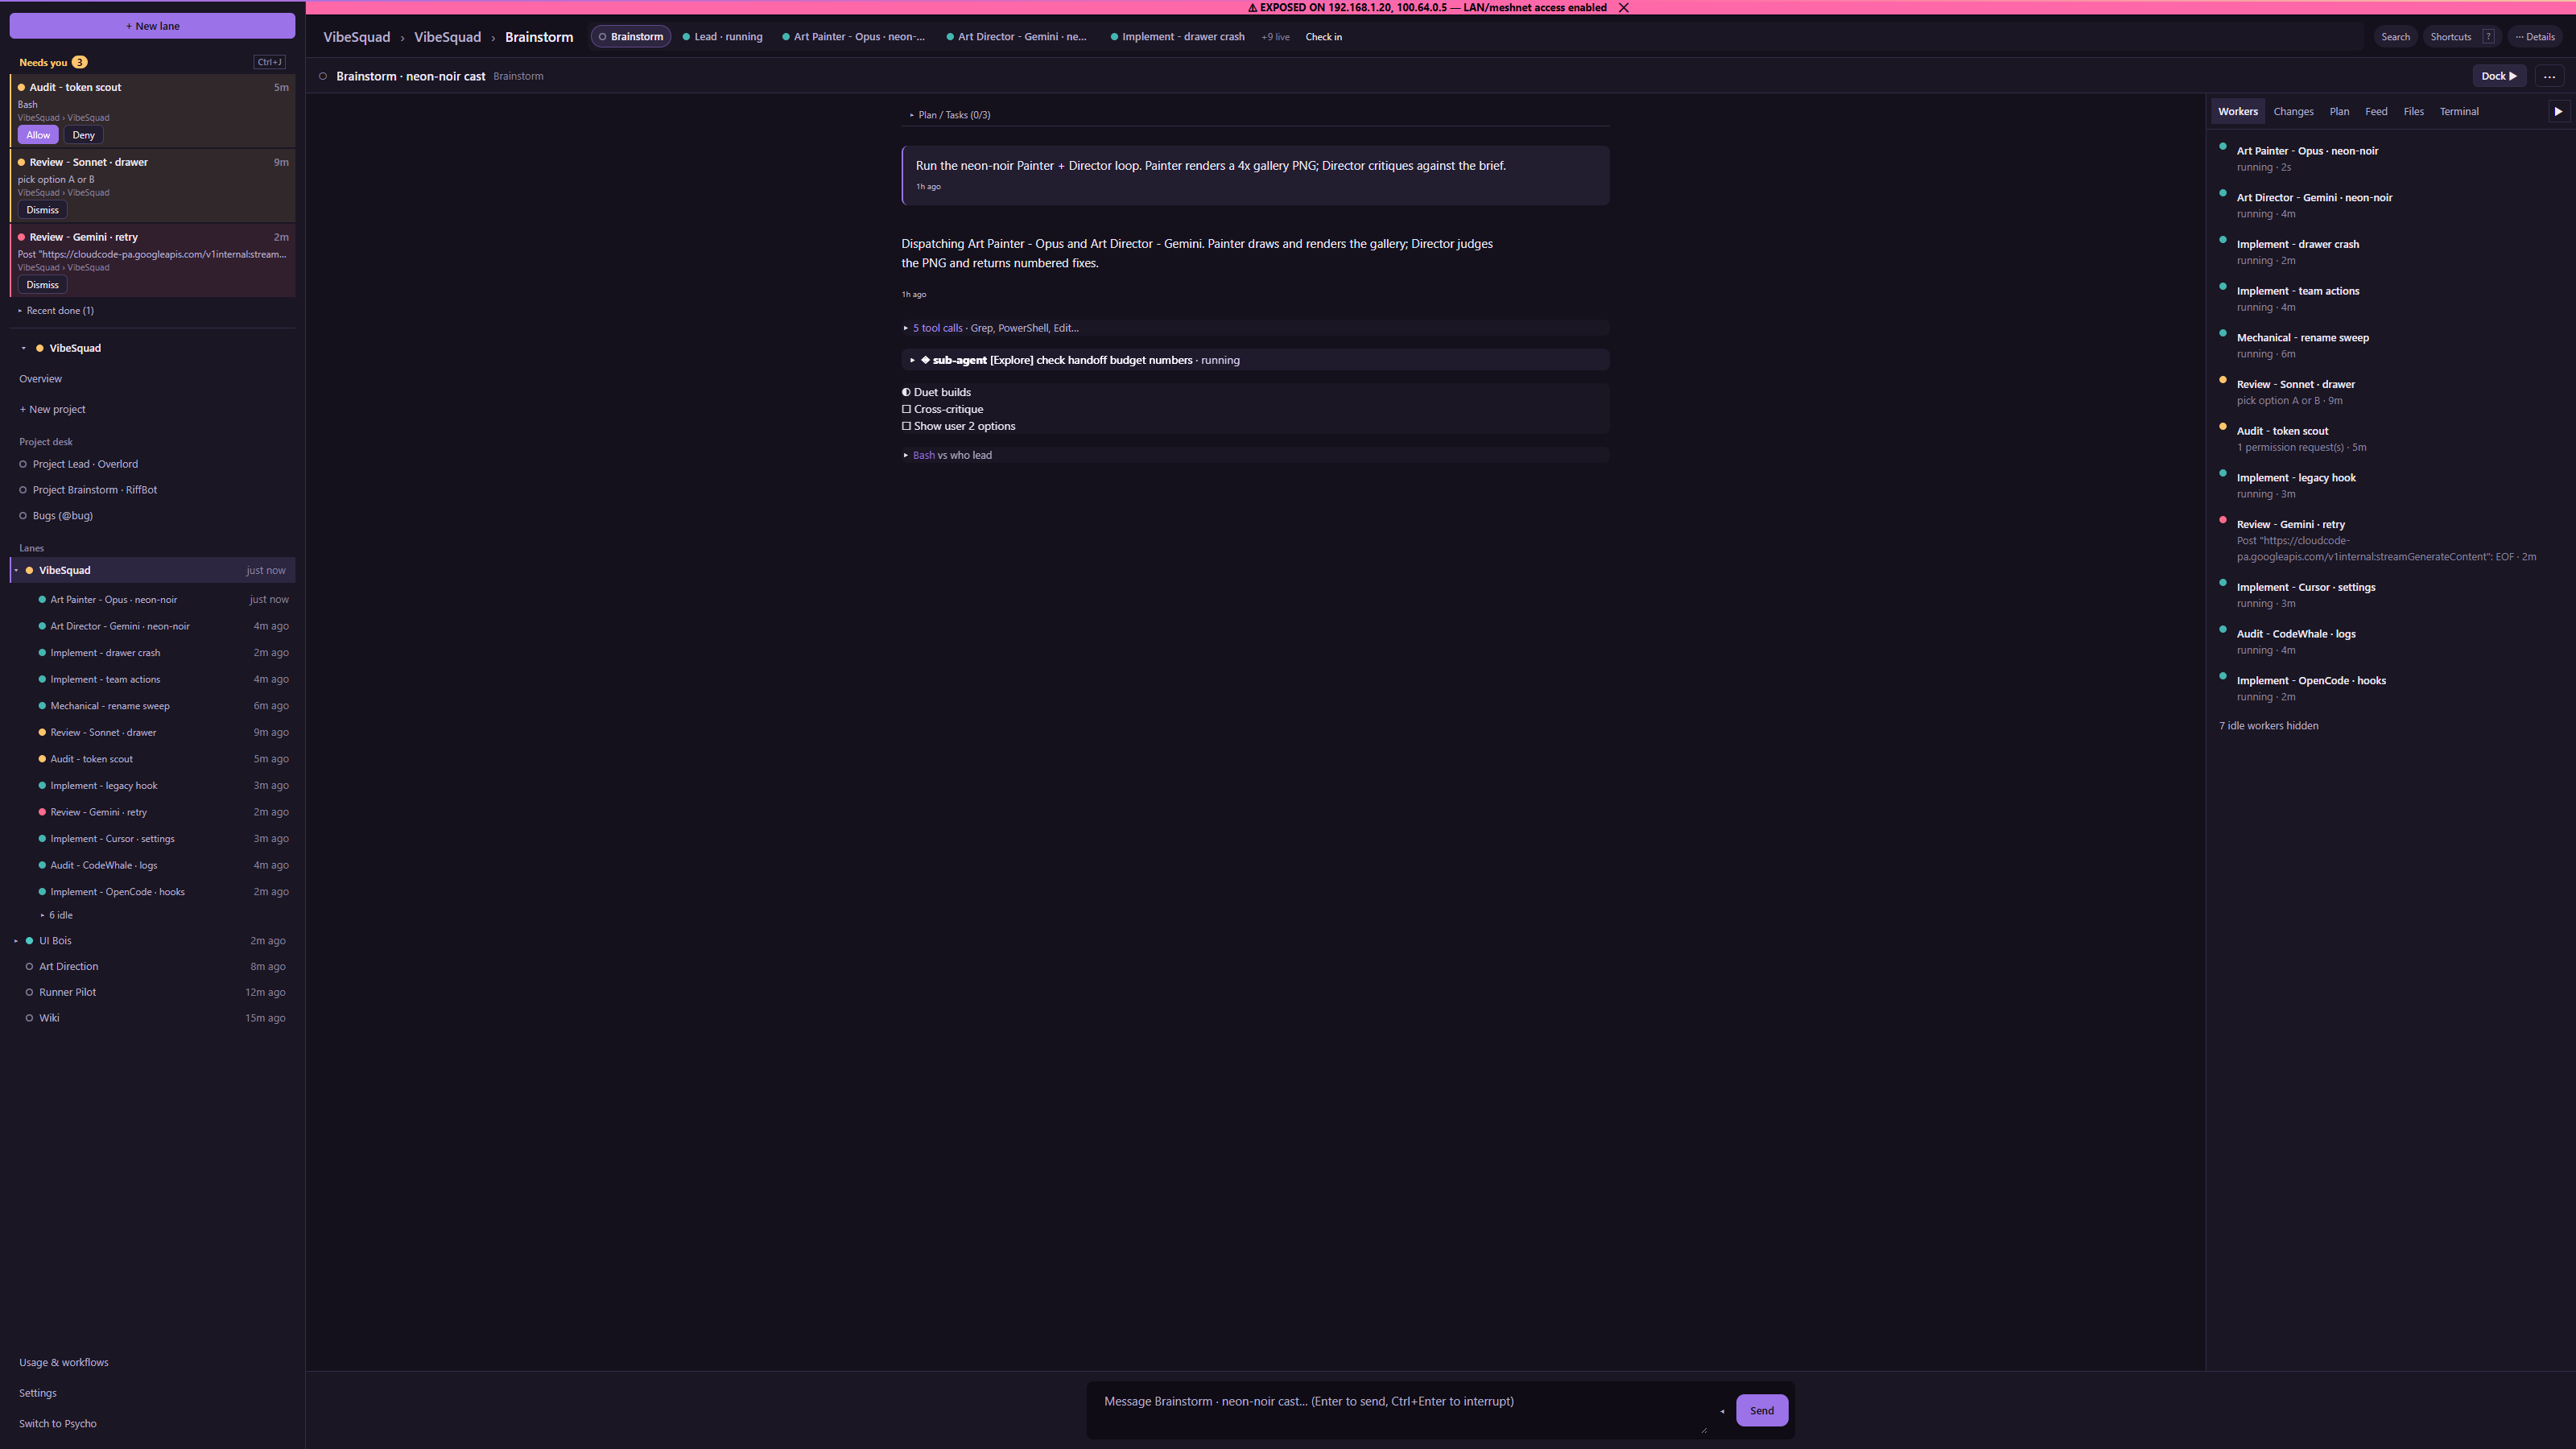 ⚠ EXPOSED ON 192.168.1.20, 100.64.0.5 — LAN/meshnet access enabled
+ New lane
Needs you 3 Ctrl+J
Audit - token scout 5m
Bash
VibeSquad › VibeSquad
Allow Deny
Review - Sonnet · drawer 9m
pick option A or B
VibeSquad › VibeSquad
Dismiss
Review - Gemini · retry 2m
Post "https://cloudcode-pa.googleapis.com/v1internal:stream...
VibeSquad › VibeSquad
Dismiss
Recent done (1)
VibeSquad
Overview
+ New project
Project desk
Project Lead · Overlord
Project Brainstorm · RiffBot
Bugs (@bug)
Lanes
VibeSquad just now
Art Painter - Opus · neon-noir just now
Art Director - Gemini · neon-noir 4m ago
Implement - drawer crash 2m ago
Implement - team actions 4m ago
Mechanical - rename sweep 6m ago
Review - Sonnet · drawer 9m ago
Audit - token scout 5m ago
Implement - legacy hook 3m ago
Review - Gemini · retry 2m ago
Implement - Cursor · settings 3m ago
Audit - CodeWhale · logs 4m ago
Implement - OpenCode · hooks 2m ago
6 idle
UI Bois 2m ago
Art Direction 8m ago
Runner Pilot 12m ago
Wiki 15m ago
Usage & workflows
Settings
Switch to Psycho
VibeSquad › VibeSquad › Brainstorm
Brainstorm Lead · running Art Painter - Opus · neon-... Art Director - Gemini · ne... Implement - drawer crash +9 live Check in
Search Shortcuts ? ··· Details
Brainstorm · neon-noir cast Brainstorm
Dock ▶ ...
Plan / Tasks (0/3)
Run the neon-noir Painter + Director loop. Painter renders a 4x gallery PNG; Director critiques against the brief.
1h ago
Dispatching Art Painter - Opus and Art Director - Gemini. Painter draws and renders the gallery; Director judges
the PNG and returns numbered fixes.
1h ago
5 tool calls · Grep, PowerShell, Edit...
◆ sub-agent [Explore] check handoff budget numbers · running
◐ Duet builds
☐ Cross-critique
☐ Show user 2 options
Bash vs who lead
Message Brainstorm · neon-noir cast... (Enter to send, Ctrl+Enter to interrupt)
Send
Workers Changes Plan Feed Files Terminal
Art Painter - Opus · neon-noir
running · 2s
Art Director - Gemini · neon-noir
running · 4m
Implement - drawer crash
running · 2m
Implement - team actions
running · 4m
Mechanical - rename sweep
running · 6m
Review - Sonnet · drawer
pick option A or B · 9m
Audit - token scout
1 permission request(s) · 5m
Implement - legacy hook
running · 3m
Review - Gemini · retry
Post "https://cloudcode-
pa.googleapis.com/v1internal:streamGenerateContent": EOF · 2m
Implement - Cursor · settings
running · 3m
Audit - CodeWhale · logs
running · 4m
Implement - OpenCode · hooks
running · 2m
7 idle workers hidden